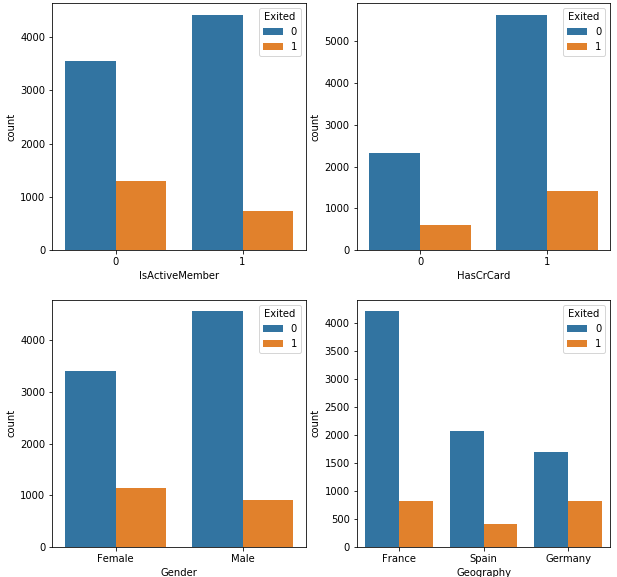 Exited
0
1
4000
3000
2000
1000
0
count
0 1
IsActiveMember
Exited
0
1
5000
4000
3000
2000
1000
0
count
0 1
HasCrCard
Exited
0
1
4000
3000
2000
1000
0
count
Female Male
Gender
Exited
0
1
4000
3500
3000
2500
2000
1500
1000
500
0
count
France Spain Germany
Geography